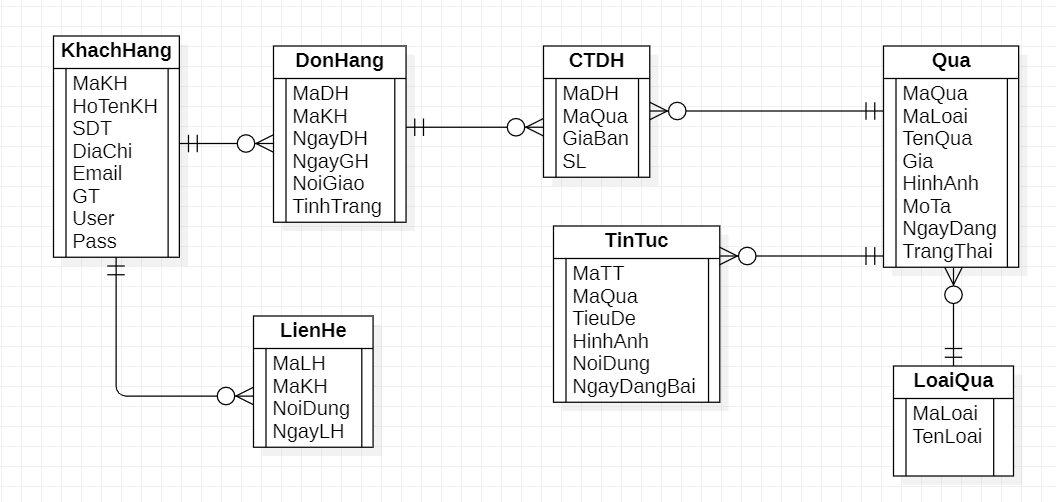 KhachHang
MaKH
HoTenKH
SDT
DiaChi
Email
GT
User
Pass
DonHang
MaDH
MaKH
NgayDH
NgayGH
NoiGiao
TinhTrang
CTDH
MaDH
MaQua
GiaBan
SL
Qua
MaQua
MaLoai
TenQua
Gia
HinhAnh
MoTa
NgayDang
TrangThai
TinTuc
MaTT
MaQua
TieuDe
HinhAnh
NoiDung
NgayDangBai
LienHe
MaLH
MaKH
NoiDung
NgayLH
LoaiQua
MaLoai
TenLoai